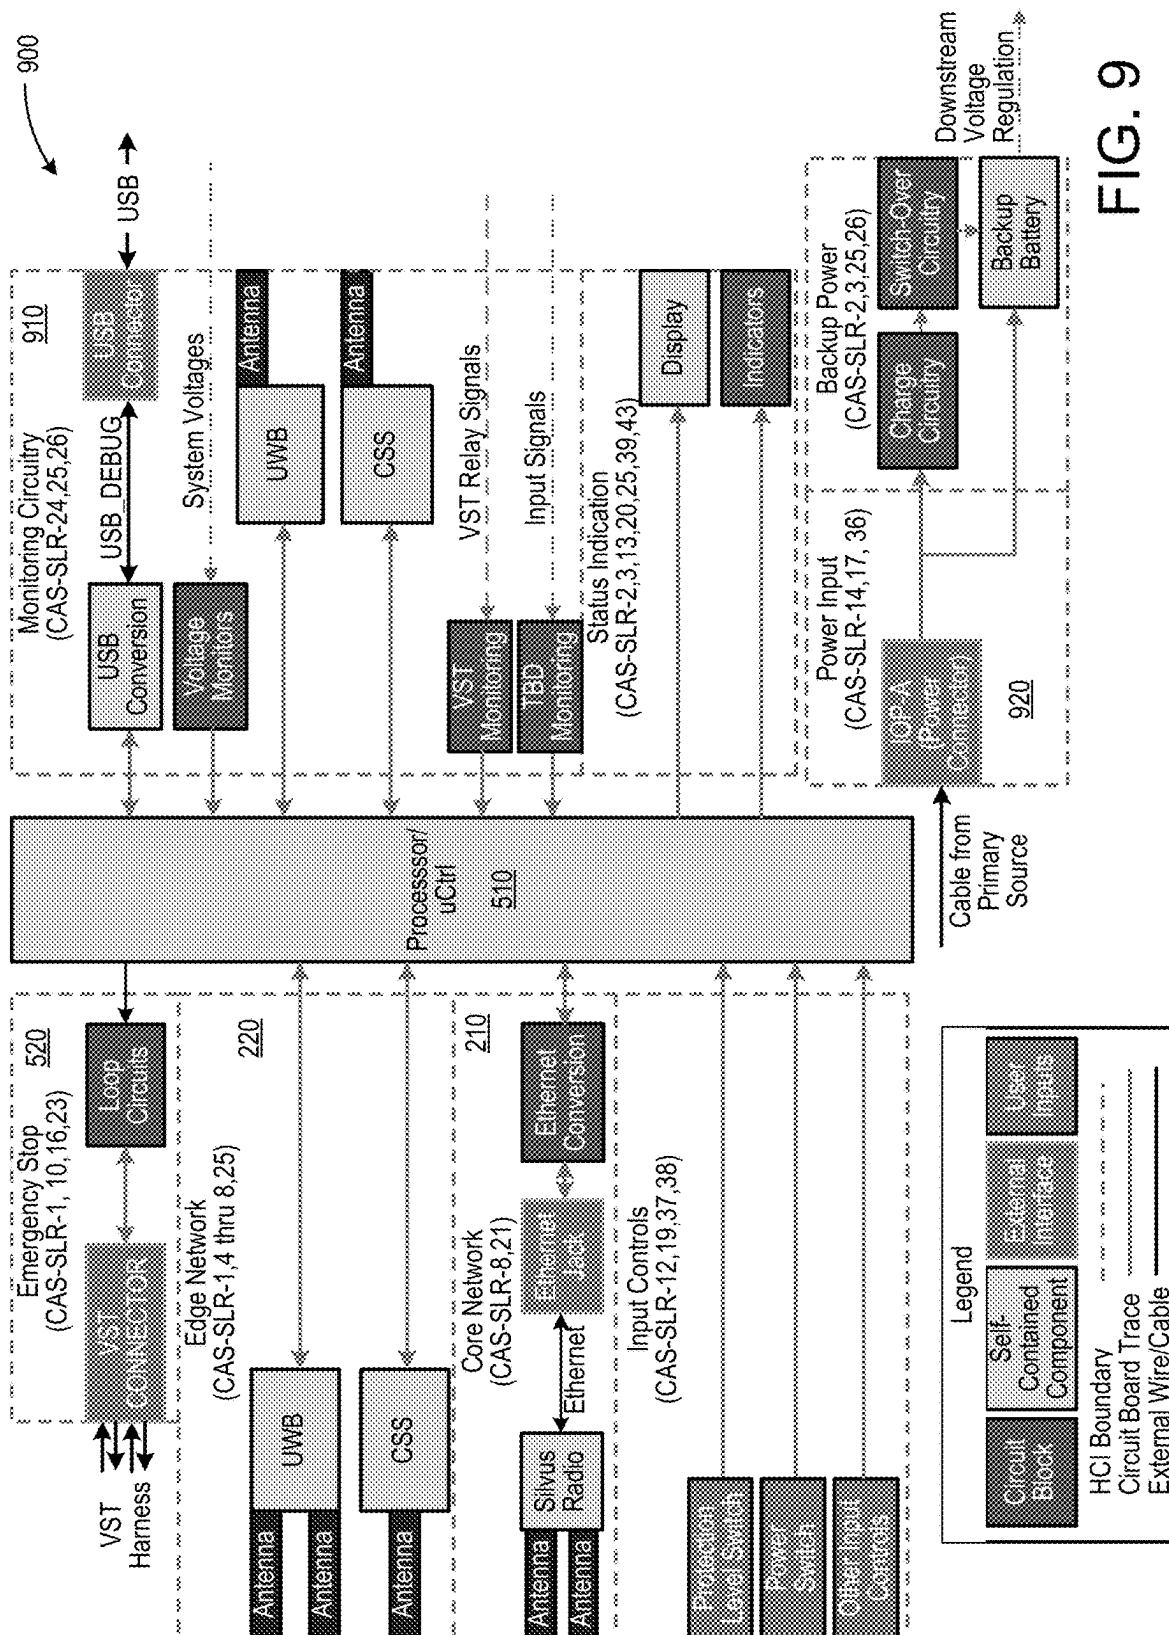 900
Emergency Stop
(CAS-SLR-1, 10,16,23)
520
VST
Harness
VST
CONNECTOR
Loop
Circuits
Edge Network
(CAS-SLR-1,4 thru 8,25)
220
Antenna
Antenna
UWB
Antenna
CSS
Core Network
(CAS-SLR-8,21)
210
Antenna
Antenna
Silvus
Radio
Ethernet
Ethernet
Jack
Ethernet
Conversion
Input Controls
(CAS-SLR-12,19,37,38)
Protection
Level Switch
Power
Switch
Other Input
Controls
Processsor/
uCtrl
510
Monitoring Circuitry
(CAS-SLR-24,25,26)
910
USB
Conversion
USB_DEBUG
USB
Connector
USB
Voltage
Monitors
System Voltages
UWB
Antenna
CSS
Antenna
VST
Monitoring
VST Relay Signals
TBD
Monitoring
Input Signals
Status Indication
(CAS-SLR-2,3,13,20,25,39,43)
Display
Indicators
Cable from
Primary
Source
Power Input
(CAS-SLR-14,17, 36)
(Power
Connector)
920
Backup Power
(CAS-SLR-2,3,25,26)
Charge
Circuitry
Switch Over
Circuitry
Backup
Battery
Downstream
Voltage
Regulation
Legend
Circuit
Block
Self-
Contained
Component
External
Interface
User
Inputs
HCI Boundary
Circuit Board Trace
External Wire/Cable
FIG. 9